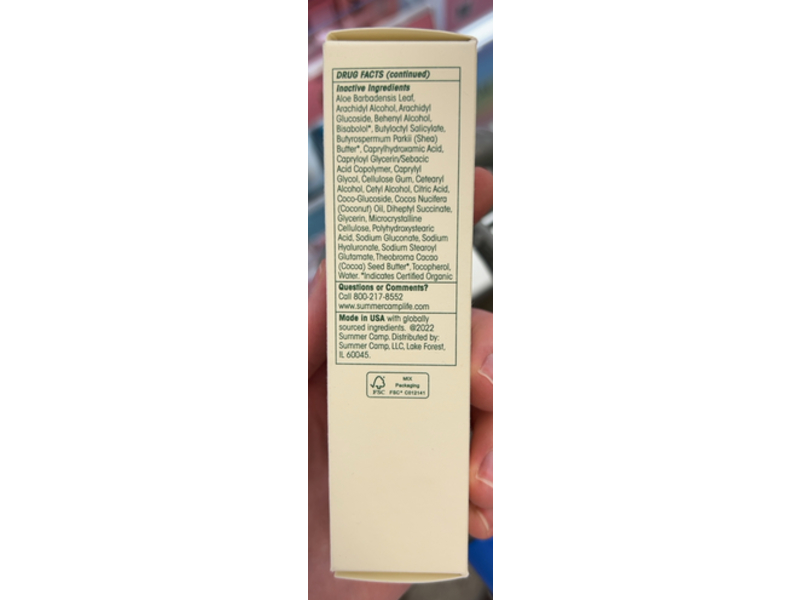 DRUG FACTS (continued)
Inactive Ingredients
Aloe Barbadensis Leaf,
Arachidyl Alcohol, Arachidyl
Glucoside, Behenyl Alcohol,
Bisabolol*, Butyloctyl Salicylate,
Butyrospermum Parkii (Shea)
Butter*, Caprylhydroxamic Acid,
Capryloyl Glycerin/Sebacic
Acid Copolymer, Caprylyl
Glycol, Cellulose Gum, Cetearyl
Alcohol, Cetyl Alcohol, Citric Acid,
Coco-Glucoside, Cocos Nucifera
(Coconut) Oil, Diheptyl Succinate,
Glycerin, Microcrystalline
Cellulose, Polyhydroxystearic
Acid, Sodium Gluconate, Sodium
Hyaluronate, Sodium Stearoyl
Glutamate, Theobroma Cacao
(Cocoa) Seed Butter*, Tocopherol,
Water. *Indicates Certified Organic
Questions or Comments?
Call 800-217-8552
www.summercamplife.com
Made in USA with globally
sourced ingredients. @2022
Summer Camp. Distributed by:
Summer Camp, LLC, Lake Forest,
IL 60045.
FSC
MIX
Packaging
FSC® C012141